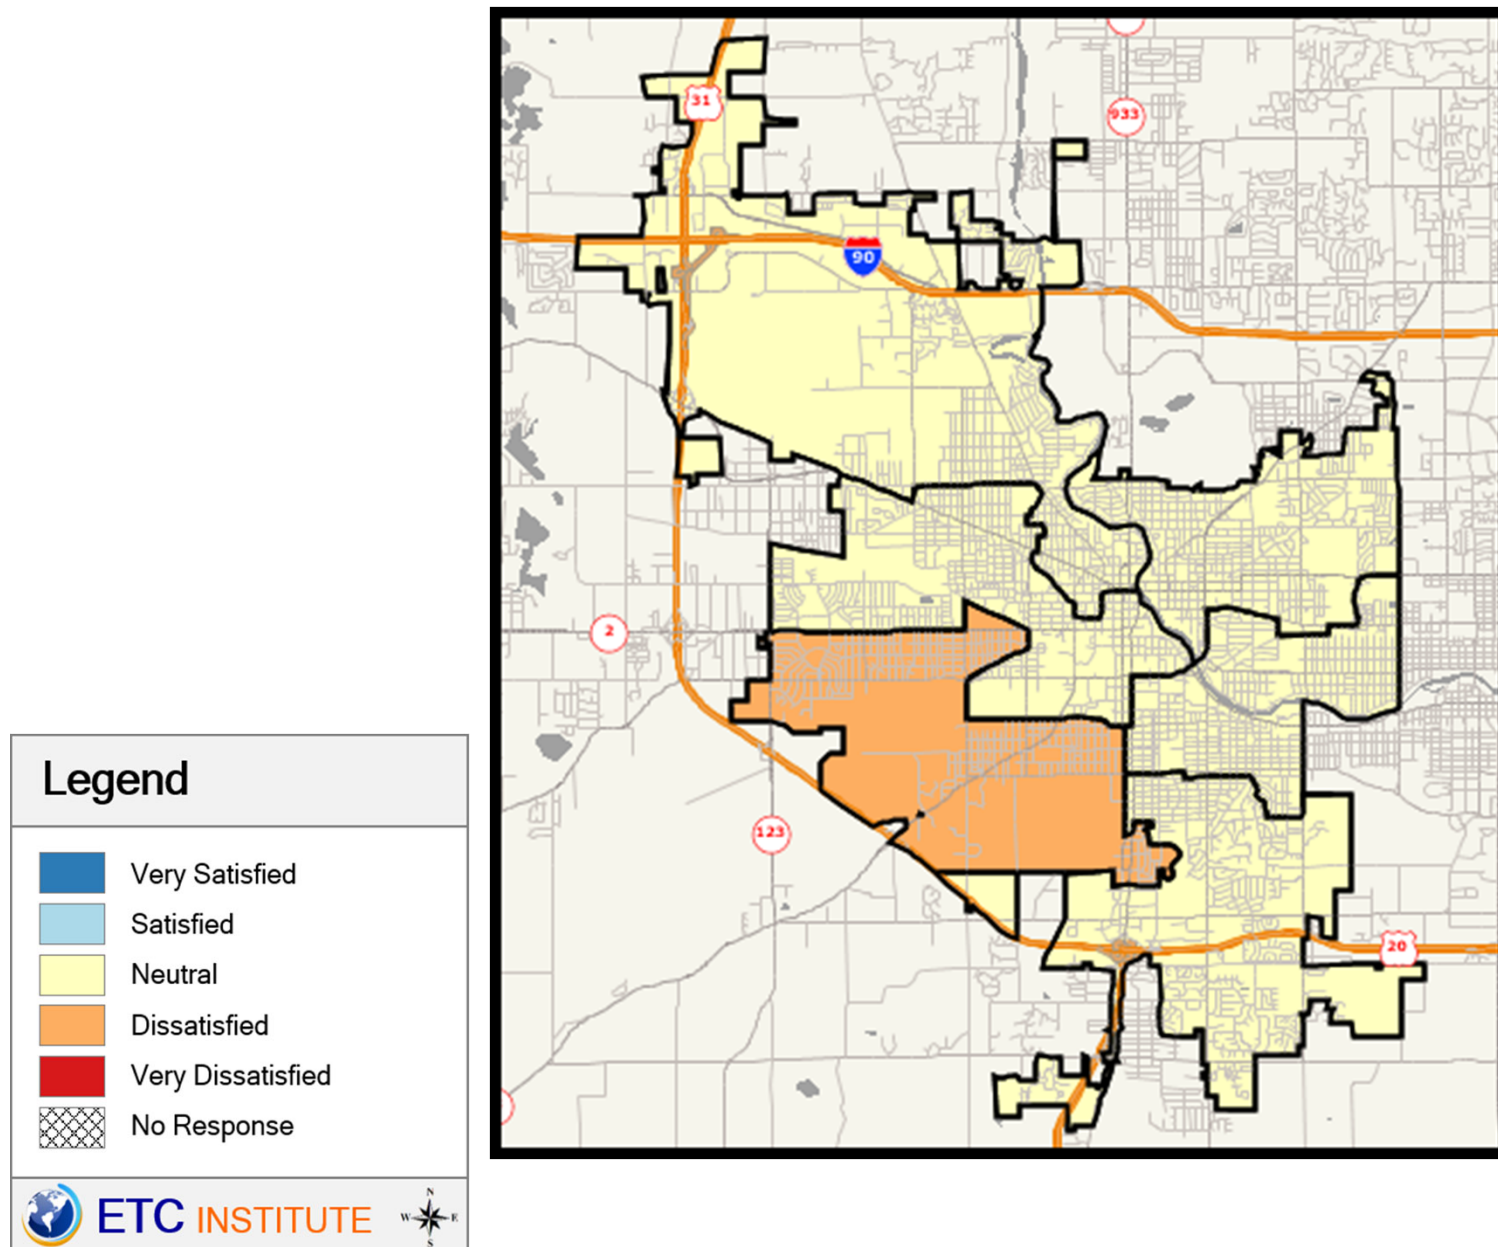 31
933
90
2
123
20
Legend
Very Satisfied
Satisfied
Neutral
Dissatisfied
Very Dissatisfied
No Response
ETC INSTITUTE
N
W E
S